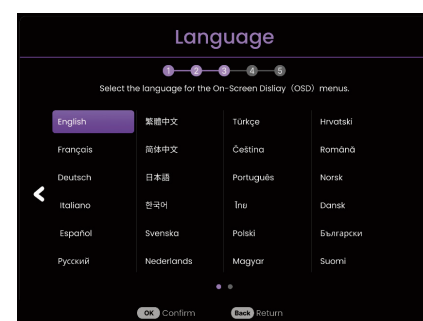 Language
1 2 3 4 5
Select the language for the On-Screen Disliay (OSD) menus.
English 繁體中文 Türkçe Hrvatski
Français 简体中文 Čeština Română
Deutsch 日本語 Português Norsk
Italiano 한국어 ไทย Dansk
Español Svenska Polski Български
Русский Nederlands Magyar Suomi
OK Confirm Back Return